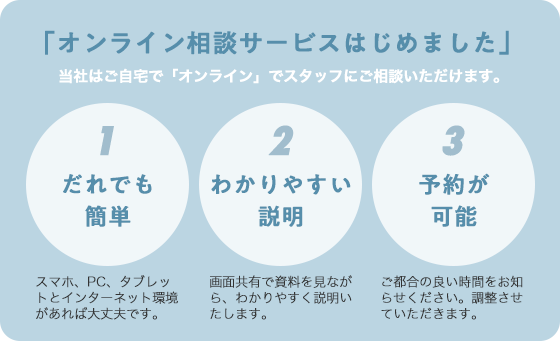 「オンライン相談サービスはじめました」
当社はご自宅で「オンライン」でスタッフにご相談いただけます。
1
だれでも
簡単
スマホ、PC、タブレッ
トとインターネット環境
があれば大丈夫です。
2
わかりやすい
説明
画面共有で資料を見なが
ら、わかりやすく説明い
たします。
3
予約が
可能
ご都合の良い時間をお知
らせください。調整させ
ていただきます。